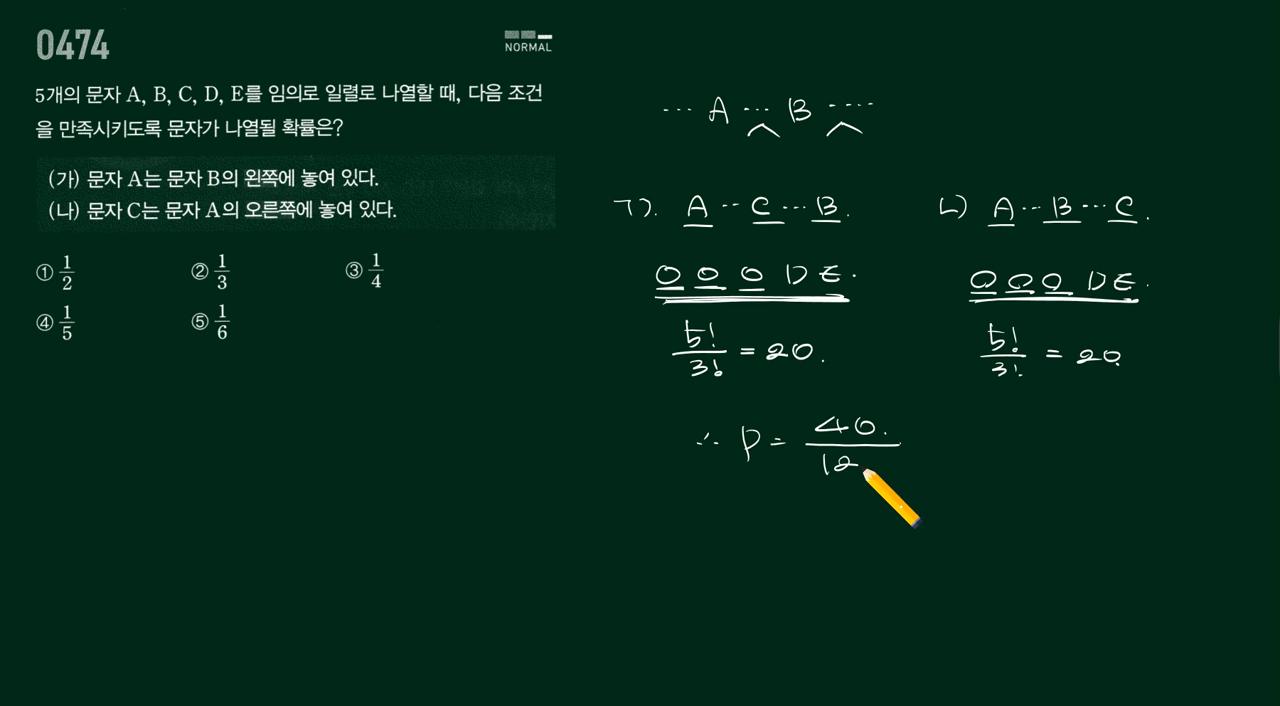 0474
NORMAL
5개의 문자 A, B, C, D, E를 임의로 일렬로 나열할 때, 다음 조건
을 만족시키도록 문자가 나열될 확률은?
(가) 문자 A는 문자 B의 왼쪽에 놓여 있다.
(나) 문자 C는 문자 A의 오른쪽에 놓여 있다.
① 1/2 ② 1/3 ③ 1/4
④ 1/5 ⑤ 1/6
... A ... B ....
ㄱ). A ·· C ... B.
O O O D E.
5!/3! = 20.
ㄴ) A ... B ... C.
O O O D E.
5!/3! = 20.
∴ P = 40./12